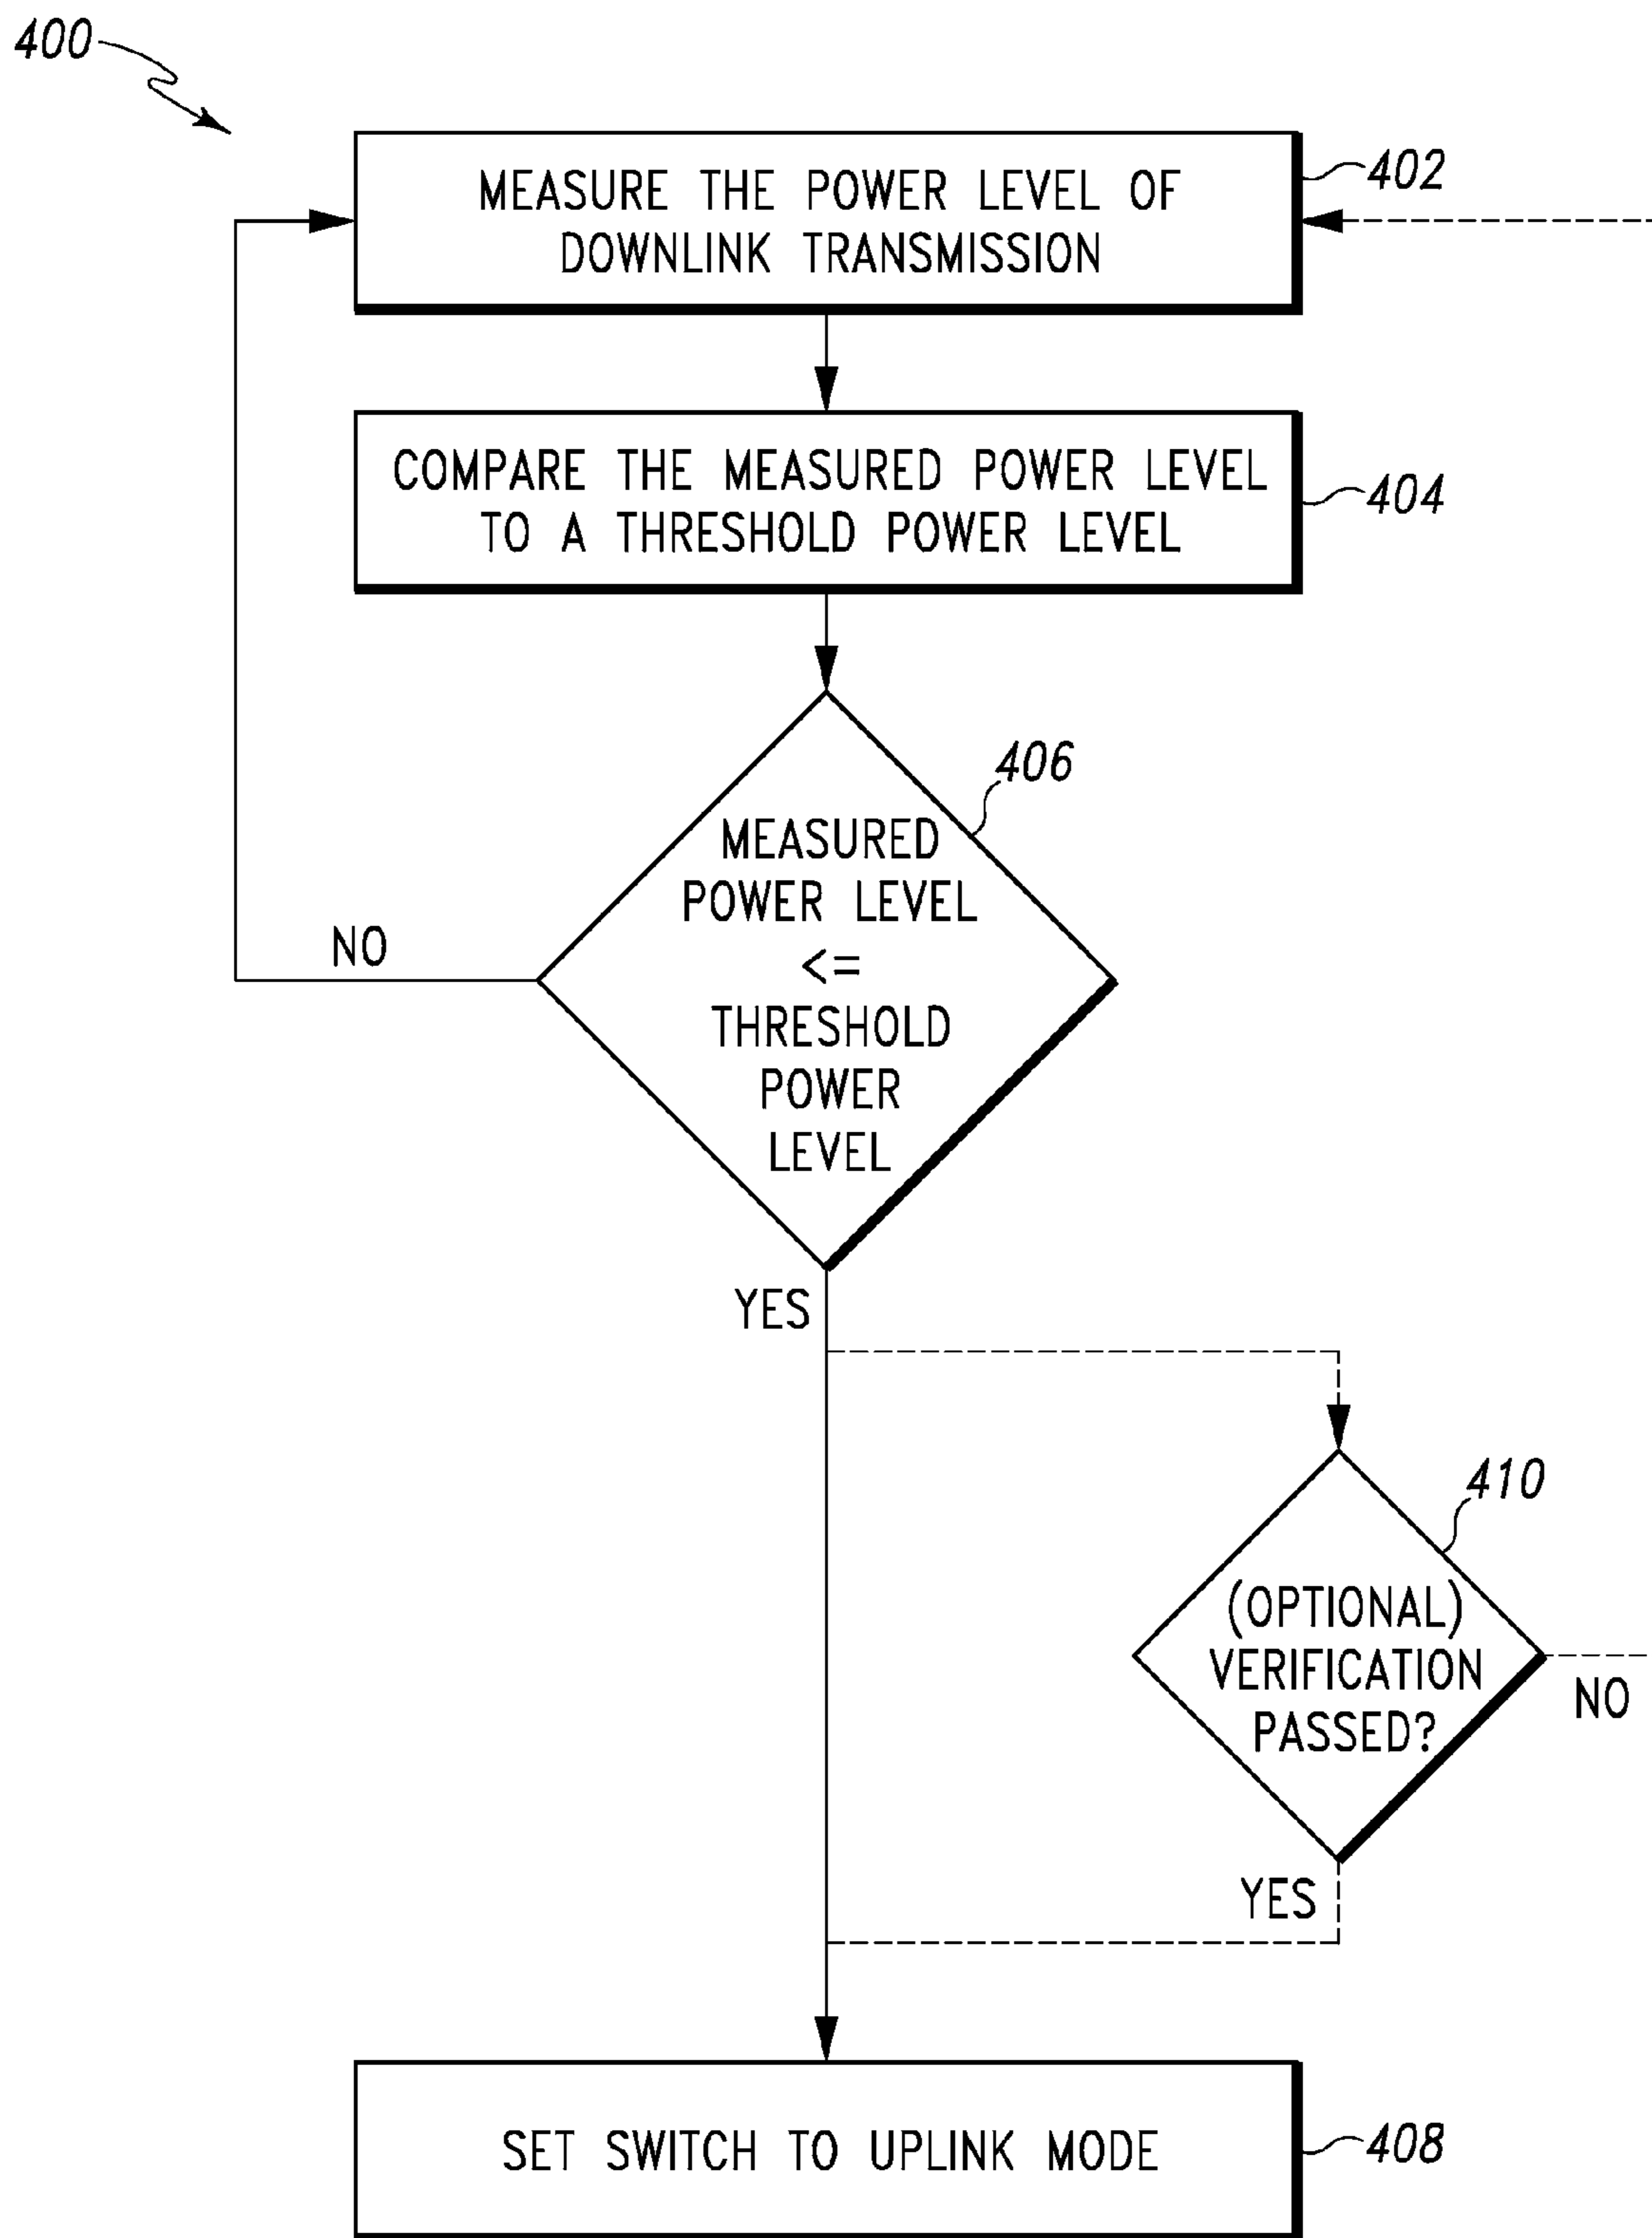 400
MEASURE THE POWER LEVEL OF
DOWNLINK TRANSMISSION
402
COMPARE THE MEASURED POWER LEVEL
TO A THRESHOLD POWER LEVEL
404
406
MEASURED
POWER LEVEL
<=
THRESHOLD
POWER
LEVEL
NO
YES
410
(OPTIONAL)
VERIFICATION
PASSED?
NO
YES
SET SWITCH TO UPLINK MODE
408